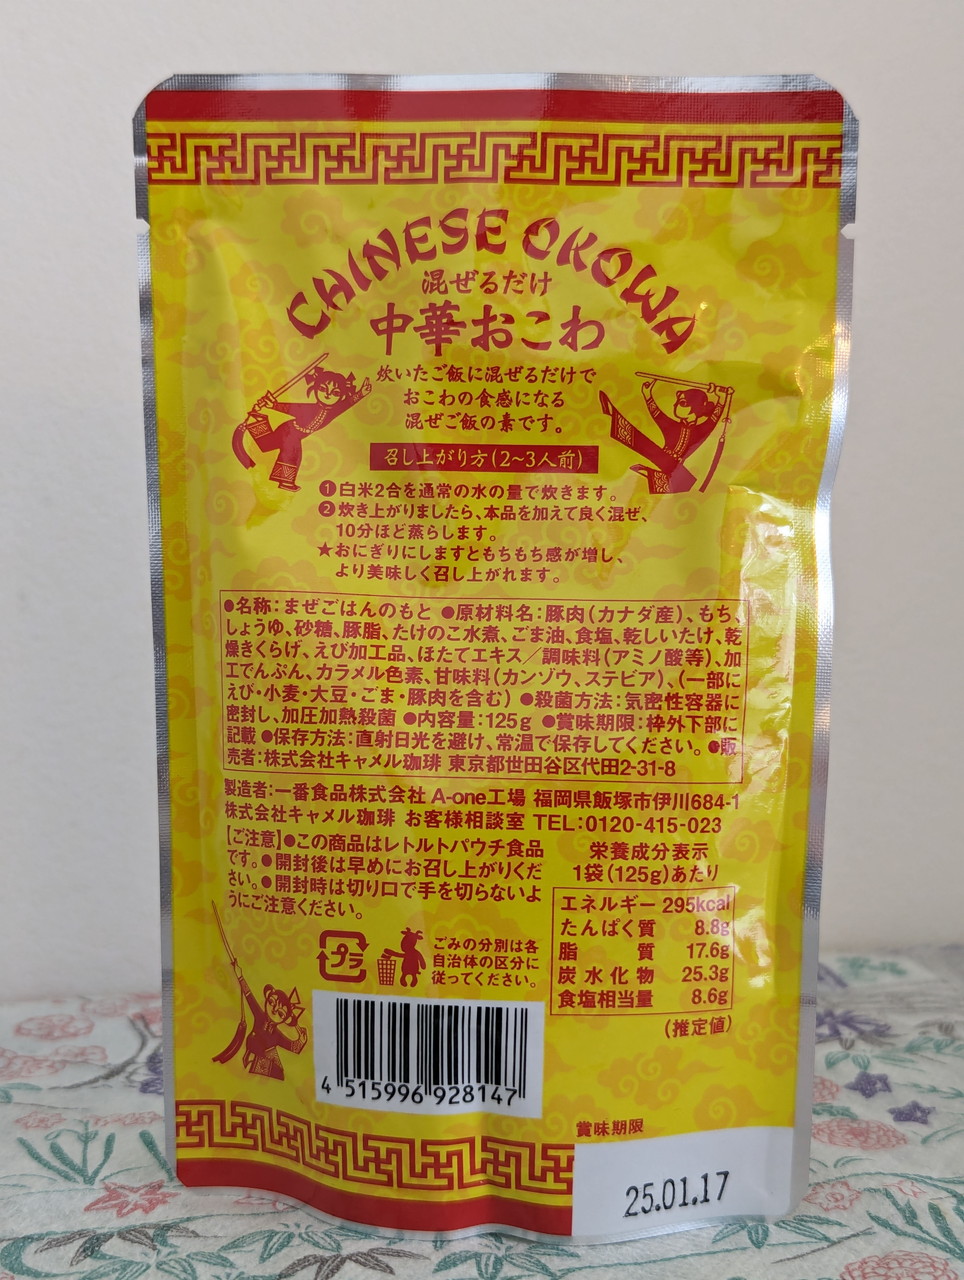 CHINESE OKOWA
混ぜるだけ
中華おこわ
炊いたご飯に混ぜるだけで
おこわの食感になる
混ぜご飯の素です。
召し上がり方(2〜3人前)
❶白米2合を通常の水の量で炊きます。
❷炊き上がりましたら、本品を加えて良く混ぜ、
10分ほど蒸らします。
★おにぎりにしますともちもち感が増し、
より美味しく召し上がれます。
●名称:まぜごはんのもと ●原材料名:豚肉(カナダ産)、もち、
しょうゆ、砂糖、豚脂、たけのこ水煮、ごま油、食塩、乾しいたけ、乾
燥きくらげ、えび加工品、ほたてエキス／調味料(アミノ酸等)、加
工でんぷん、カラメル色素、甘味料(カンゾウ、ステビア)、(一部に
えび・小麦・大豆・ごま・豚肉を含む) ●殺菌方法:気密性容器に
密封し、加圧加熱殺菌 ●内容量:125g ●賞味期限:枠外下部に
記載 ●保存方法:直射日光を避け、常温で保存してください。●販
売者:株式会社キャメル珈琲 東京都世田谷区代田2-31-8
製造者:一番食品株式会社 A-one工場 福岡県飯塚市伊川684-1
株式会社キャメル珈琲 お客様相談室 TEL:0120-415-023
【ご注意】●この商品はレトルトパウチ食品
です。●開封後は早めにお召し上がりくだ
さい。●開封時は切り口で手を切らないよ
うにご注意ください。
栄養成分表示
1袋(125g)あたり
エネルギー 295kcal
たんぱく質 8.8g
脂質 17.6g
炭水化物 25.3g
食塩相当量 8.6g
(推定値)
プラ
ごみの分別は各
自治体の区分に
従ってください。
4 515996 928147
賞味期限
25.01.17